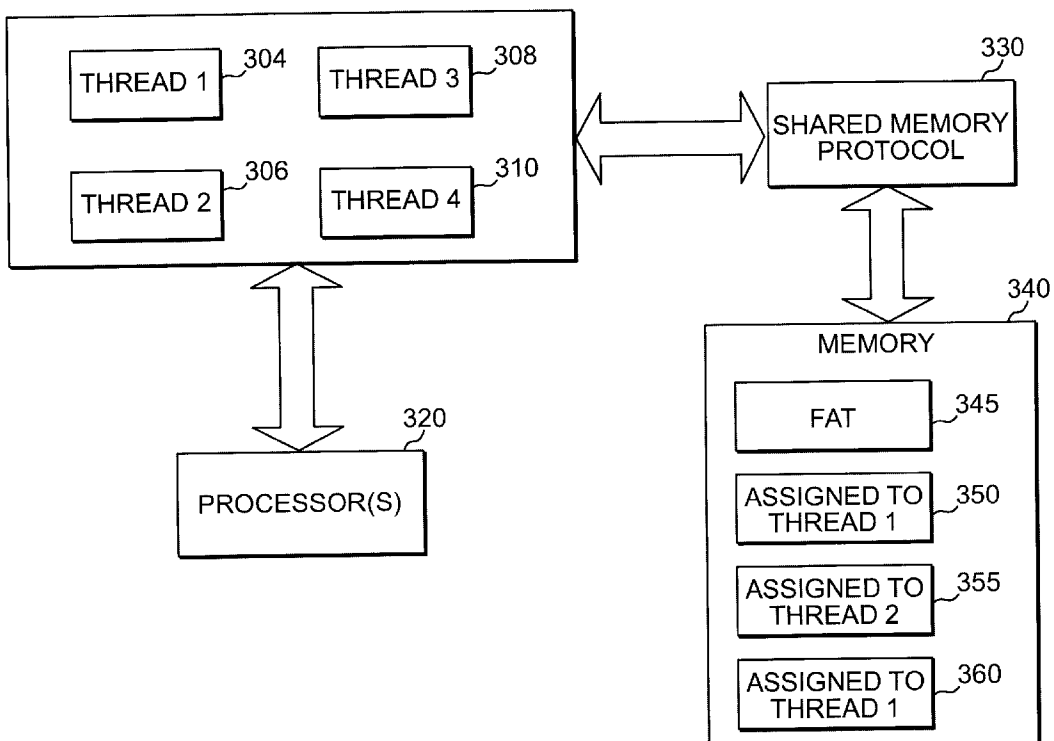 304
THREAD 1
308
THREAD 3
306
THREAD 2
310
THREAD 4
330
SHARED MEMORY
PROTOCOL
320
PROCESSOR(S)
340
MEMORY
345
FAT
350
ASSIGNED TO
THREAD 1
355
ASSIGNED TO
THREAD 2
360
ASSIGNED TO
THREAD 1